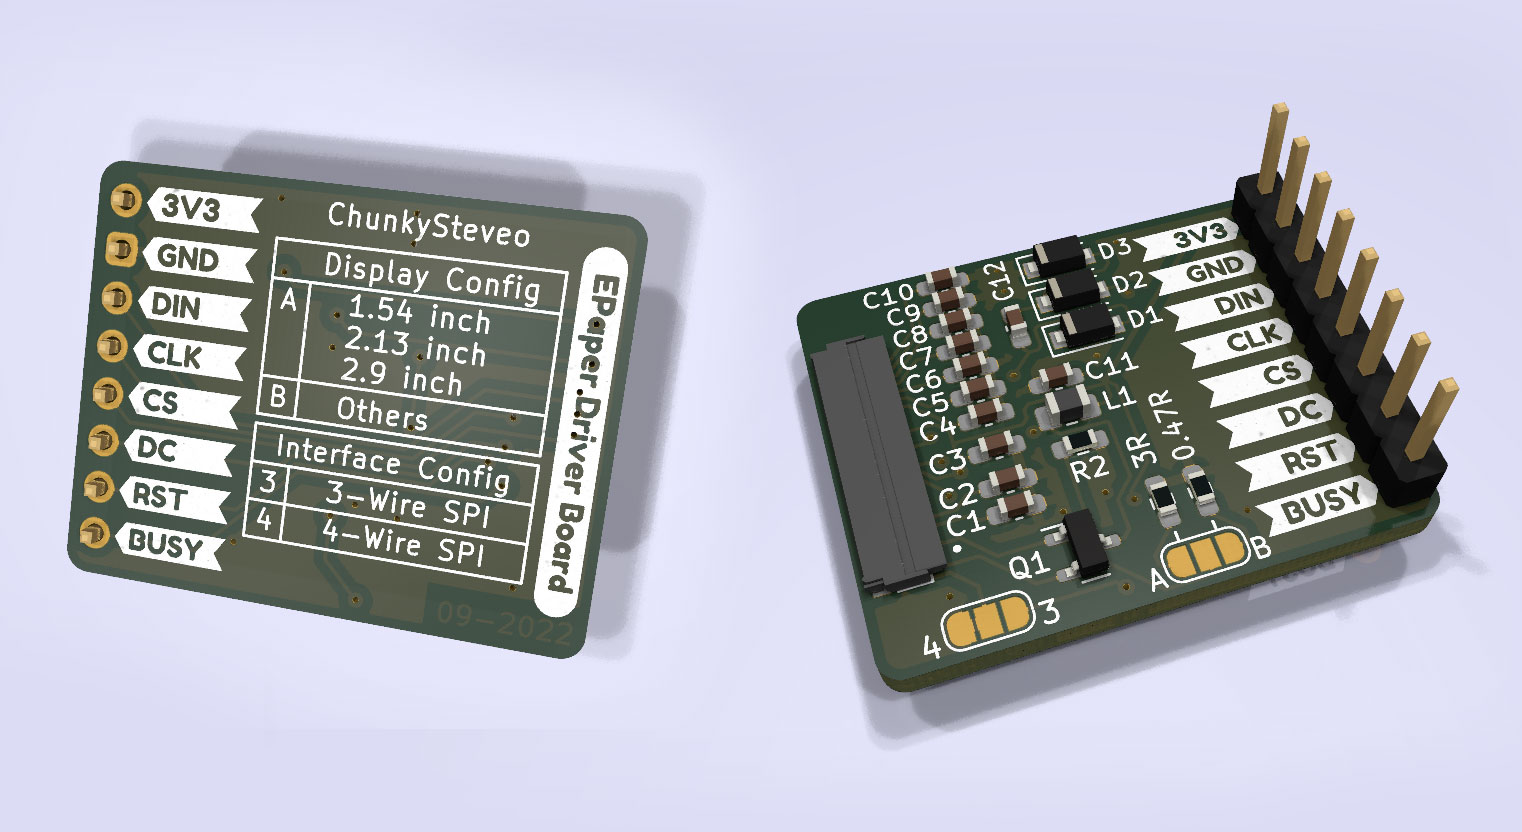 3V3
GND
DIN
CLK
CS
DC
RST
BUSY
ChunkySteveo
Display Config
A
1.54 inch
2.13 inch
2.9 inch
B
Others
Interface Config
3
3-Wire SPI
4
4-Wire SPI
EPaper Driver Board
09-2022
C10
C9
C8
C7
C6
C5
C4
C3
C2
C1
C12
D3
D2
D1
C11
L1
R2
3R
0.47R
Q1
4
3
A
B
3V3
GND
DIN
CLK
CS
DC
RST
BUSY